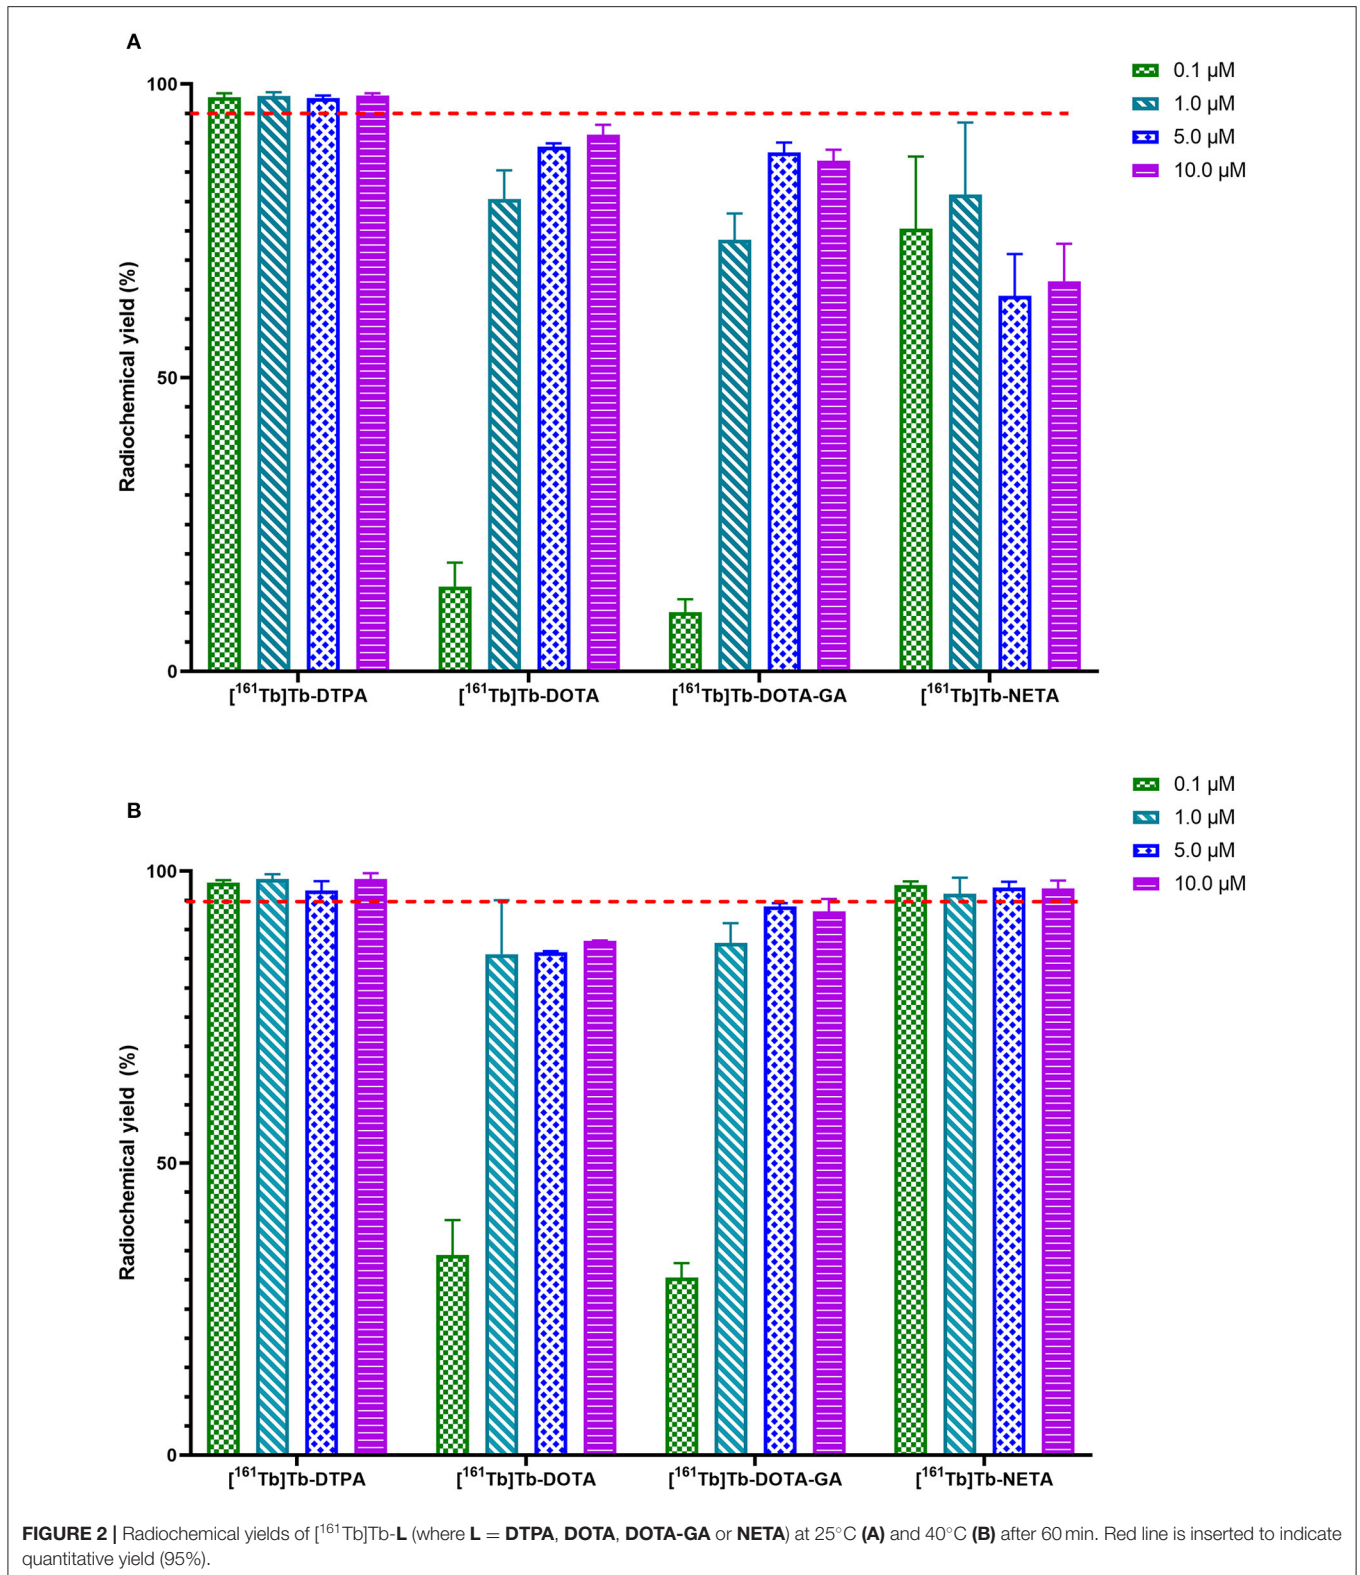 A
0.1 µM
1.0 µM
5.0 µM
10.0 µM
100
50
0
Radiochemical yield (%)
[¹⁶¹Tb]Tb-DTPA [¹⁶¹Tb]Tb-DOTA [¹⁶¹Tb]Tb-DOTA-GA [¹⁶¹Tb]Tb-NETA
B
0.1 µM
1.0 µM
5.0 µM
10.0 µM
100
50
0
Radiochemical yield (%)
[¹⁶¹Tb]Tb-DTPA [¹⁶¹Tb]Tb-DOTA [¹⁶¹Tb]Tb-DOTA-GA [¹⁶¹Tb]Tb-NETA
FIGURE 2 | Radiochemical yields of [¹⁶¹Tb]Tb-L (where L = DTPA, DOTA, DOTA-GA or NETA) at 25°C (A) and 40°C (B) after 60 min. Red line is inserted to indicate
quantitative yield (95%).